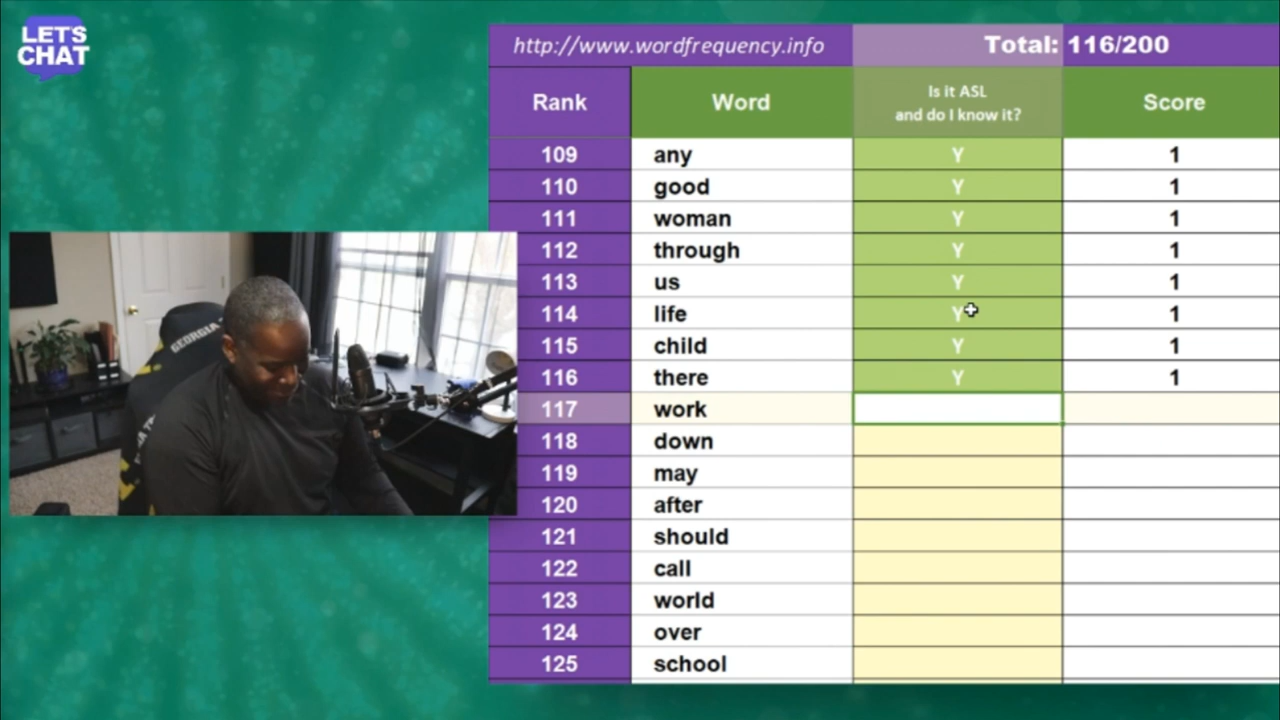 LET'S
CHAT
http://www.wordfrequency.info Total: 116/200
Rank Word Is it ASL and do I know it? Score
109 any Y 1
110 good Y 1
111 woman Y 1
112 through Y 1
113 us Y 1
114 life Y 1
115 child Y 1
116 there Y 1
117 work
118 down
119 may
120 after
121 should
122 call
123 world
124 over
125 school
GEORGIA